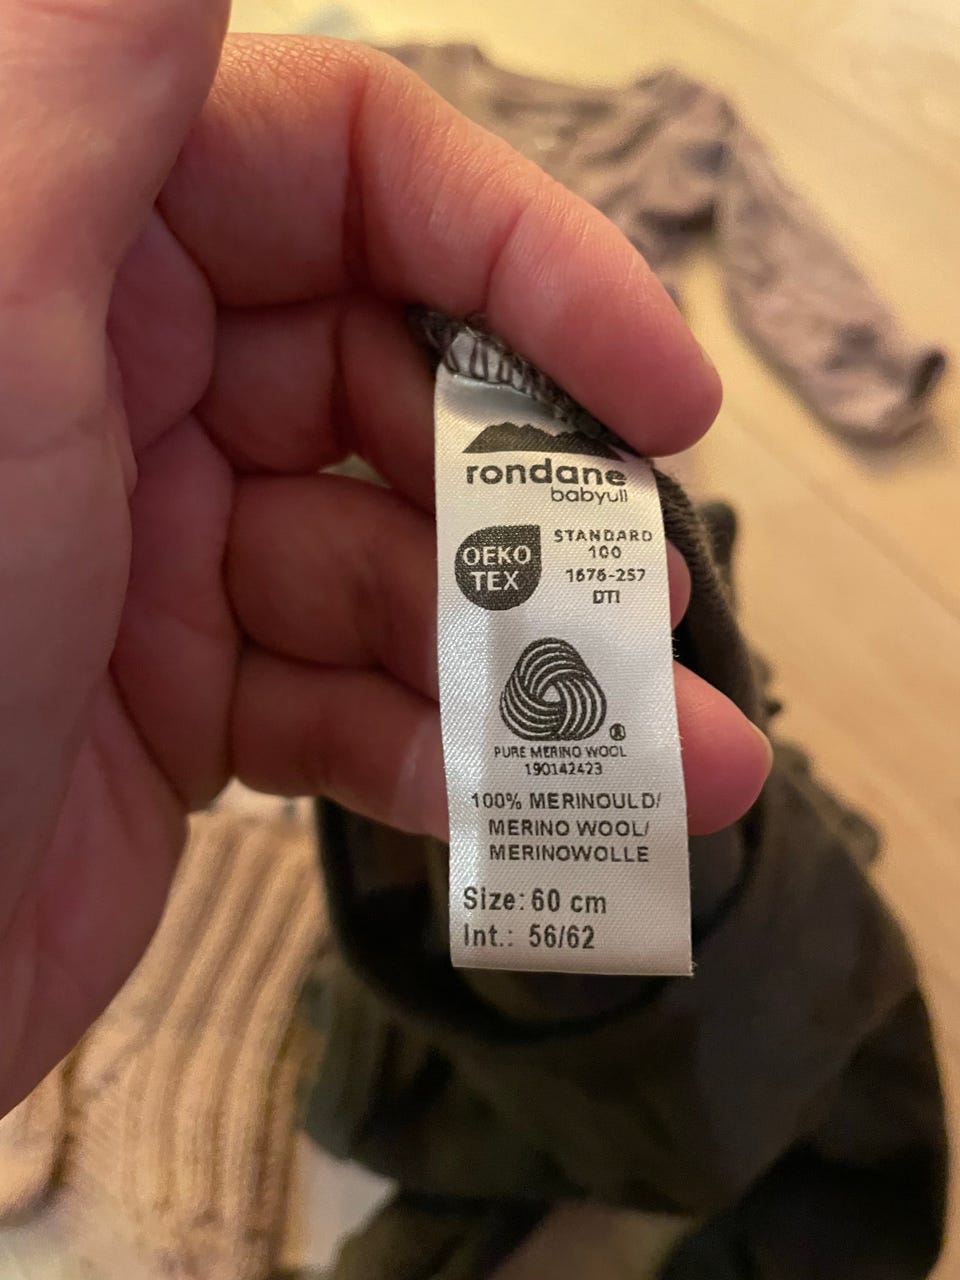 rondane
babyull
OEKO
TEX
STANDARD
100
1676-257
DTI
®
PURE MERINO WOOL
190142423
100% MERINOULD/
MERINO WOOL/
MERINOWOLLE
Size: 60 cm
Int.: 56/62